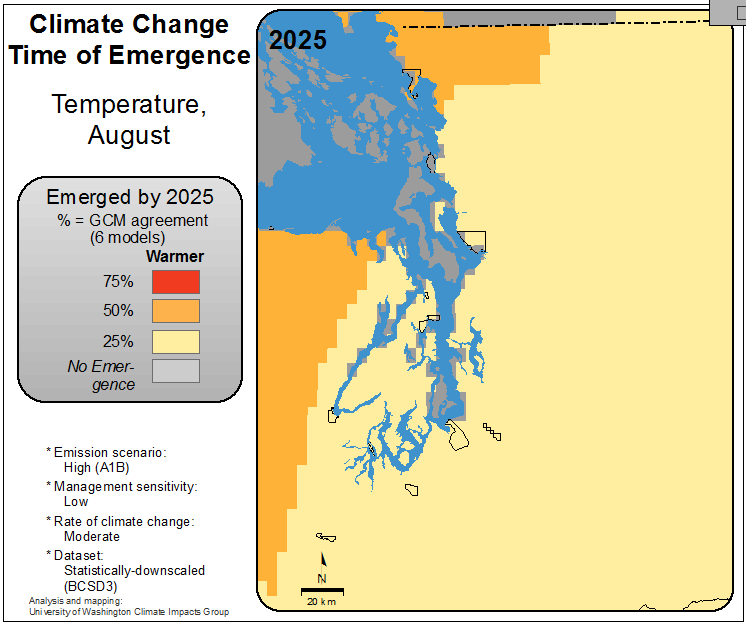 Climate Change
Time of Emergence
Temperature,
August
Emerged by 2025
% = GCM agreement
(6 models)
Warmer
75%
50%
25%
No Emer-
gence
* Emission scenario:
High (A1B)
* Management sensitivity:
Low
* Rate of climate change:
Moderate
* Dataset:
Statistically-downscaled
(BCSD3)
Analysis and mapping:
University of Washington Climate Impacts Group
2025
N
20 km